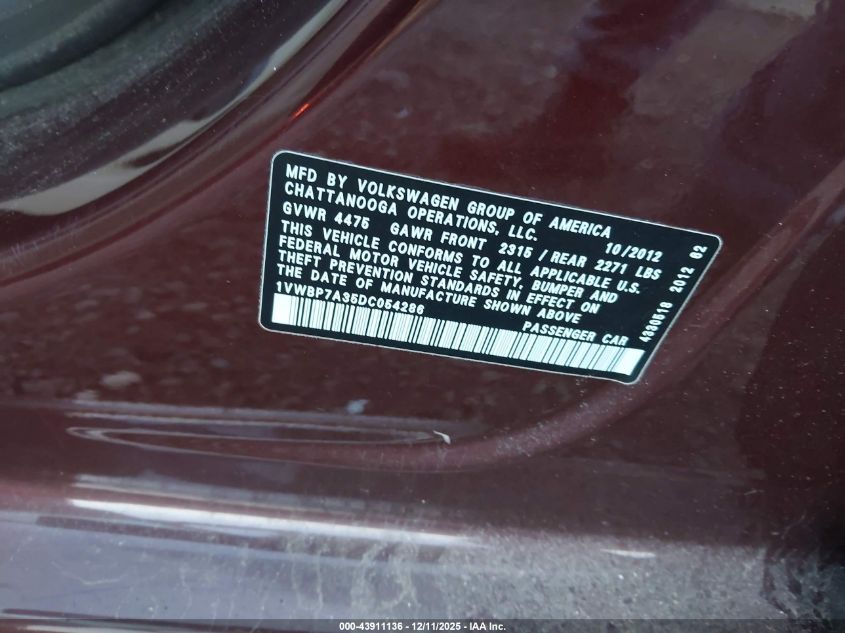 MFD BY VOLKSWAGEN GROUP OF AMERICA
CHATTANOOGA OPERATIONS, LLC. 10/2012
GVWR 4475 GAWR FRONT 2315 / REAR 2271 LBS
THIS VEHICLE CONFORMS TO ALL APPLICABLE U.S.
FEDERAL MOTOR VEHICLE SAFETY, BUMPER AND
THEFT PREVENTION STANDARDS IN EFFECT ON
THE DATE OF MANUFACTURE SHOWN ABOVE
1VWBP7A35DC054286 PASSENGER CAR
4330518 2012 82
000-43911136 - 12/11/2025 - IAA Inc.